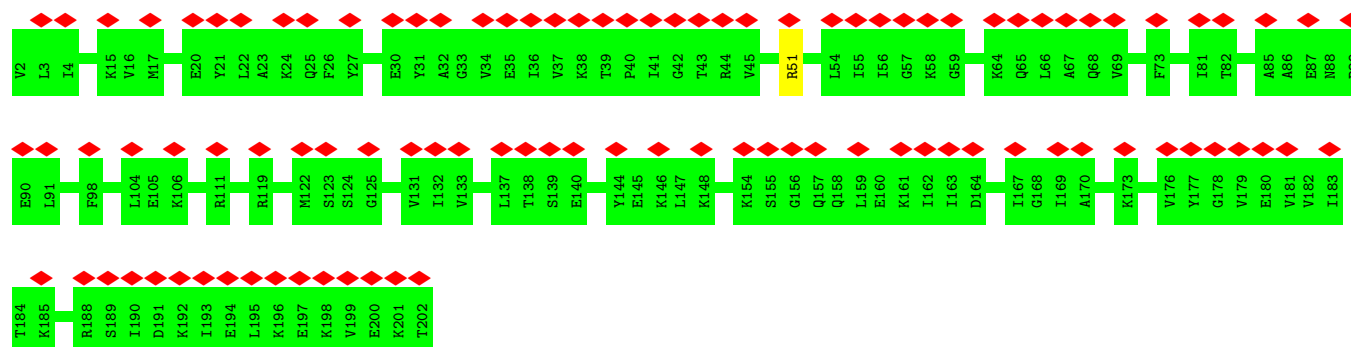 V2 L3 I4 K15 V16 M17 E20 Y21 L22 A23 K24 Q25 F26 Y27 E30 Y31 A32 G33 V34 E35 I36 V37 K38 T39 P40 I41 G42 T43 R44 V45 R51 L54 I55 I56 G57 K58 G59 K64 Q65 L66 A67 Q68 V69 F73 I81 T82 A85 A86 E87 N88
E90 L91 F98 L104 E105 K106 R111 R119 M122 S123 S124 G125 V131 I132 V133 L137 T138 S139 E140 Y144 E145 K146 L147 K148 K154 S155 G156 Q157 Q158 L159 E160 K161 I162 I163 D164 I167 G168 I169 A170 K173 V176 Y177 G178 V179 E180 V181 V182 I183
T184 K185 R188 S189 I190 D191 K192 I193 E194 L195 K196 E197 K198 V199 E200 K201 T202